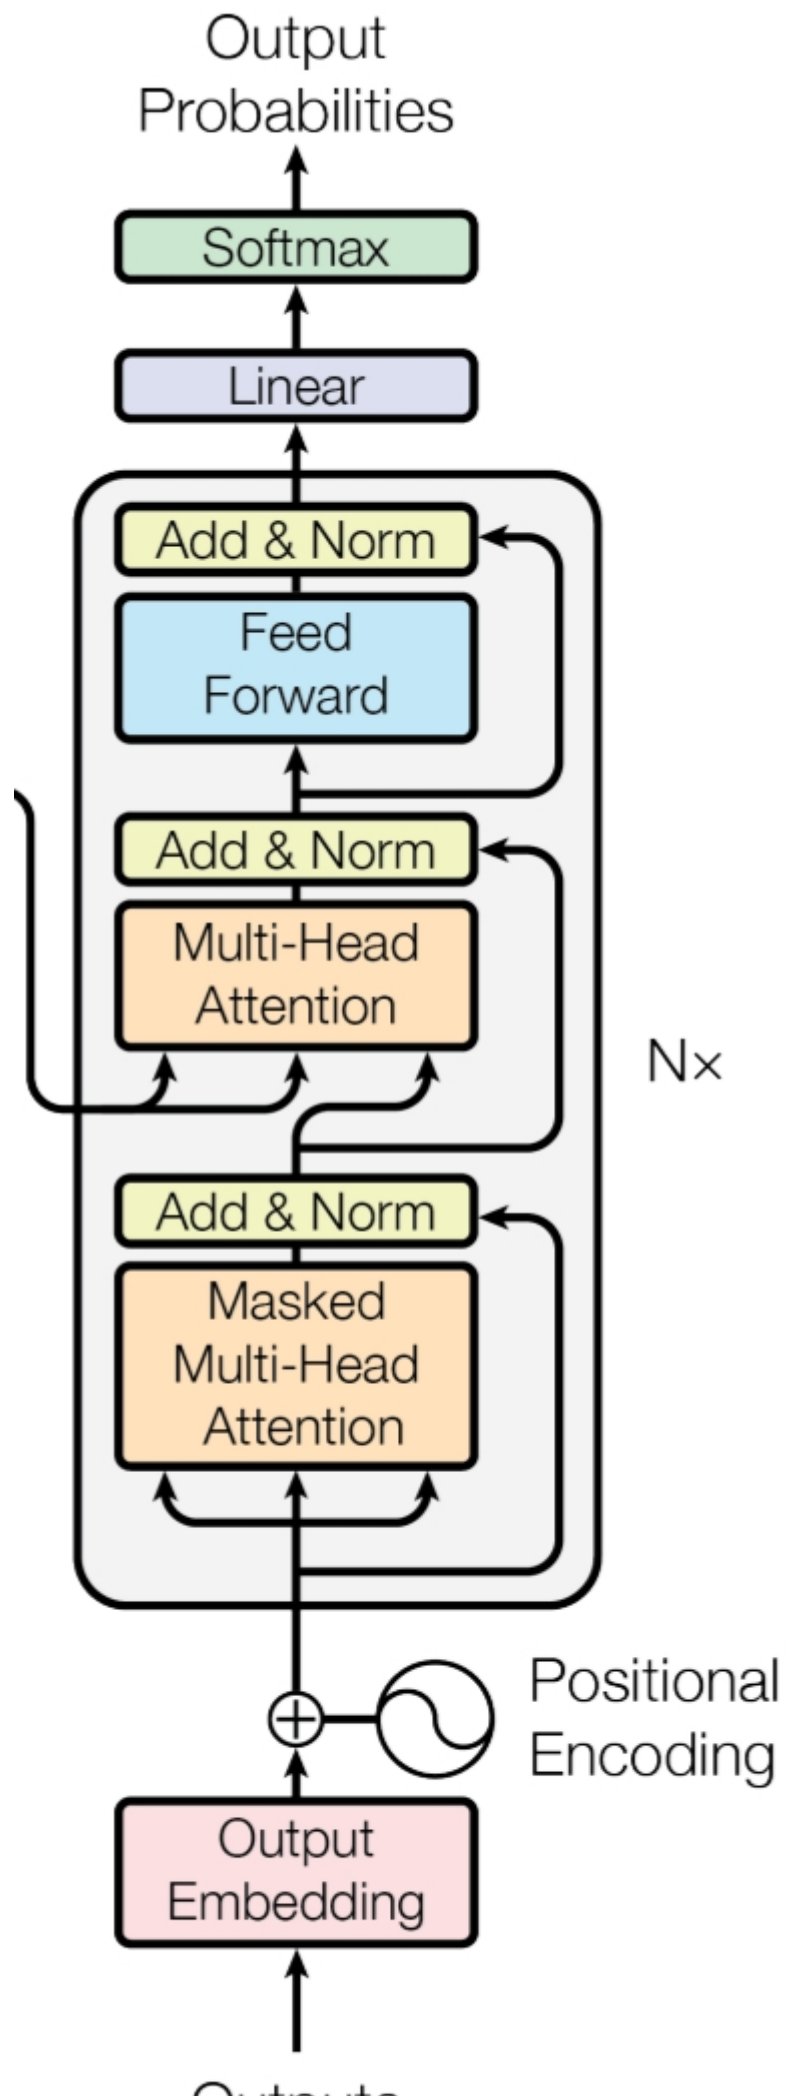 Output
Probabilities
Softmax
Linear
Add & Norm
Feed
Forward
Add & Norm
Multi-Head
Attention
N×
Add & Norm
Masked
Multi-Head
Attention
Positional
Encoding
Output
Embedding